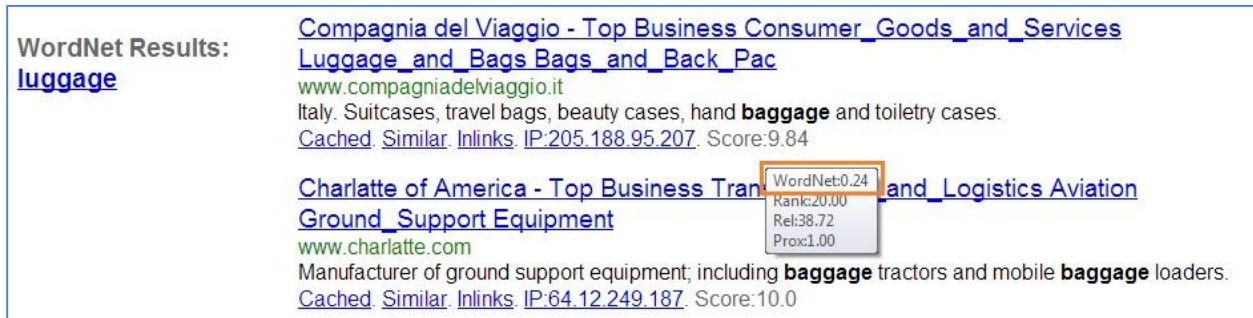 WordNet Results:
luggage
Compagnia del Viaggio - Top Business Consumer_Goods_and_Services
Luggage_and_Bags Bags_and_Back_Pac
www.compagniadelviaggio.it
Italy. Suitcases, travel bags, beauty cases, hand baggage and toiletry cases.
Cached. Similar. Inlinks. IP:205.188.95.207. Score:9.84
Charlatte of America - Top Business Tran and_Logistics Aviation
Ground_Support Equipment
www.charlatte.com
Manufacturer of ground support equipment; including baggage tractors and mobile baggage loaders.
Cached. Similar. Inlinks. IP:64.12.249.187. Score:10.0
WordNet:0.24
Rank:20.00
Rel:38.72
Prox:1.00